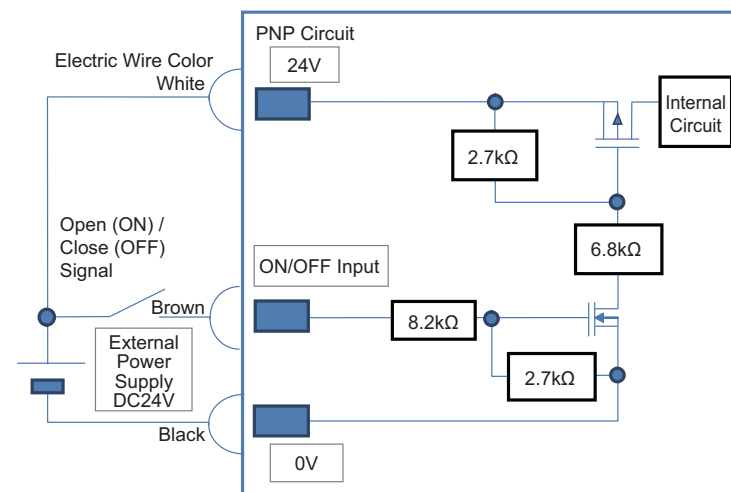 PNP Circuit
Electric Wire Color
White
24V
Internal
Circuit
2.7kΩ
Open (ON) /
Close (OFF)
Signal
6.8kΩ
ON/OFF Input
Brown
8.2kΩ
External
Power
Supply
DC24V
2.7kΩ
Black
0V